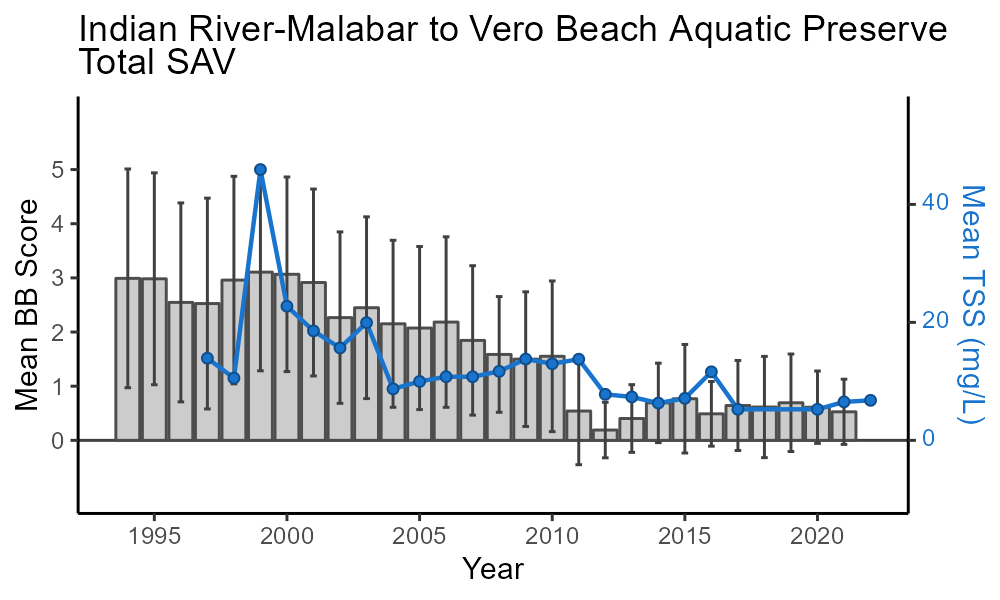 Indian River-Malabar to Vero Beach Aquatic Preserve
Total SAV
Mean BB Score
5
4
3
2
1
0
40
20
0
Mean TSS (mg/L)
1995 2000 2005 2010 2015 2020
Year